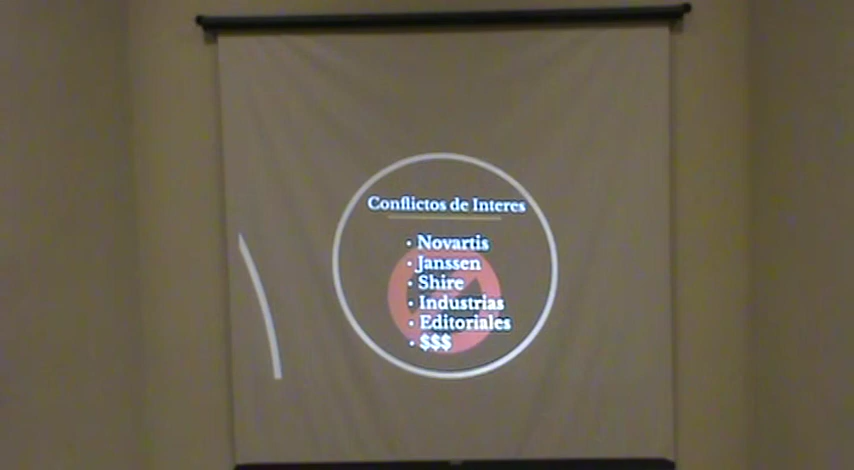 Conflictos de Interes
• Novartis
• Janssen
• Shire
• Industrias
• Editoriales
• $$$